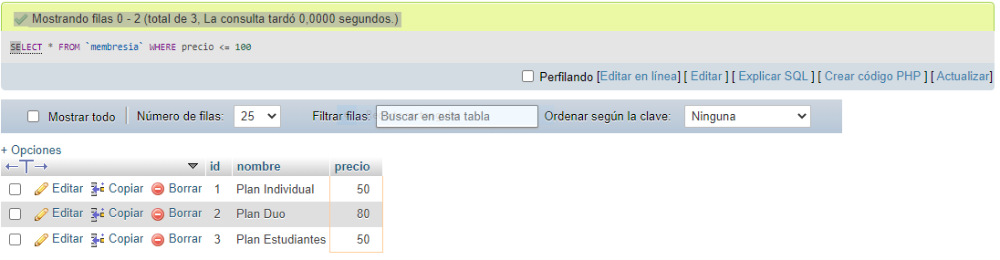 Mostrando filas 0 - 2 (total de 3, La consulta tardó 0,0000 segundos.)
SELECT * FROM `membresia` WHERE precio <= 100
Perfilando [Editar en línea] [ Editar ] [ Explicar SQL ] [ Crear código PHP ] [ Actualizar]
Mostrar todo Número de filas: 25 Filtrar filas: Buscar en esta tabla Ordenar según la clave: Ninguna
+ Opciones
id nombre precio
Editar Copiar Borrar 1 Plan Individual 50
Editar Copiar Borrar 2 Plan Duo 80
Editar Copiar Borrar 3 Plan Estudiantes 50